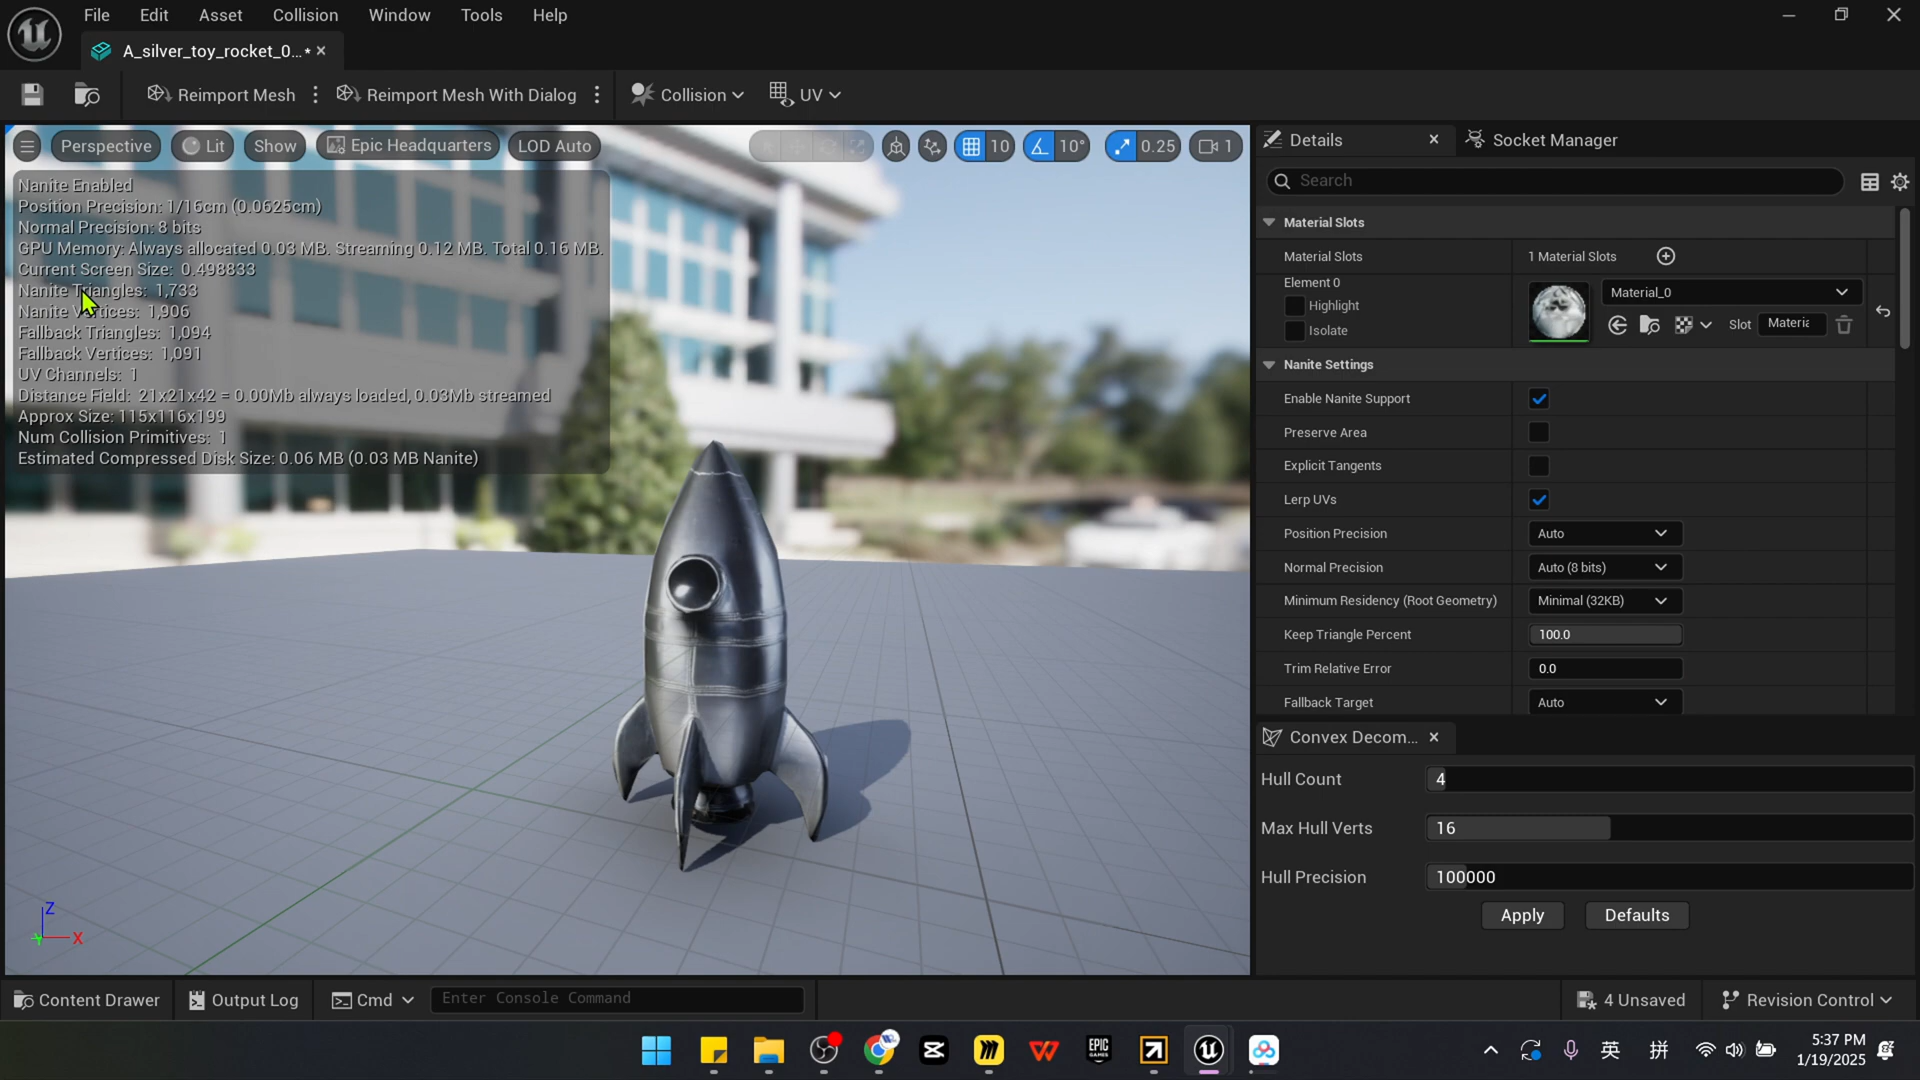 File Edit Asset Collision Window Tools Help
A_silver_toy_rocket_0...*
Reimport Mesh
Reimport Mesh With Dialog
Collision
UV
Perspective
Lit
Show
Epic Headquarters
LOD Auto
10
10°
0.25
1
Nanite Enabled
Position Precision: 1/16cm (0.0625cm)
Normal Precision: 8 bits
GPU Memory: Always allocated 0.03 MB. Streaming 0.12 MB. Total 0.16 MB.
Current Screen Size: 0.498833
Nanite Triangles: 1,733
Nanite Vertices: 1,906
Fallback Triangles: 1,094
Fallback Vertices: 1,091
UV Channels: 1
Distance Field: 21x21x42 = 0.00Mb always loaded, 0.03Mb streamed
Approx Size: 115x116x199
Num Collision Primitives: 1
Estimated Compressed Disk Size: 0.06 MB (0.03 MB Nanite)
Z
Y
X
Details
Socket Manager
Search
Material Slots
Material Slots
1 Material Slots
Element 0
Highlight
Isolate
Material_0
Slot
Materia
Nanite Settings
Enable Nanite Support
Preserve Area
Explicit Tangents
Lerp UVs
Position Precision
Auto
Normal Precision
Auto (8 bits)
Minimum Residency (Root Geometry)
Minimal (32KB)
Keep Triangle Percent
100.0
Trim Relative Error
0.0
Fallback Target
Auto
Convex Decom...
Hull Count
4
Max Hull Verts
16
Hull Precision
100000
Apply
Defaults
Content Drawer
Output Log
Cmd
Enter Console Command
4 Unsaved
Revision Control
EPIC
GAMES
英
拼
5:37 PM
1/19/2025